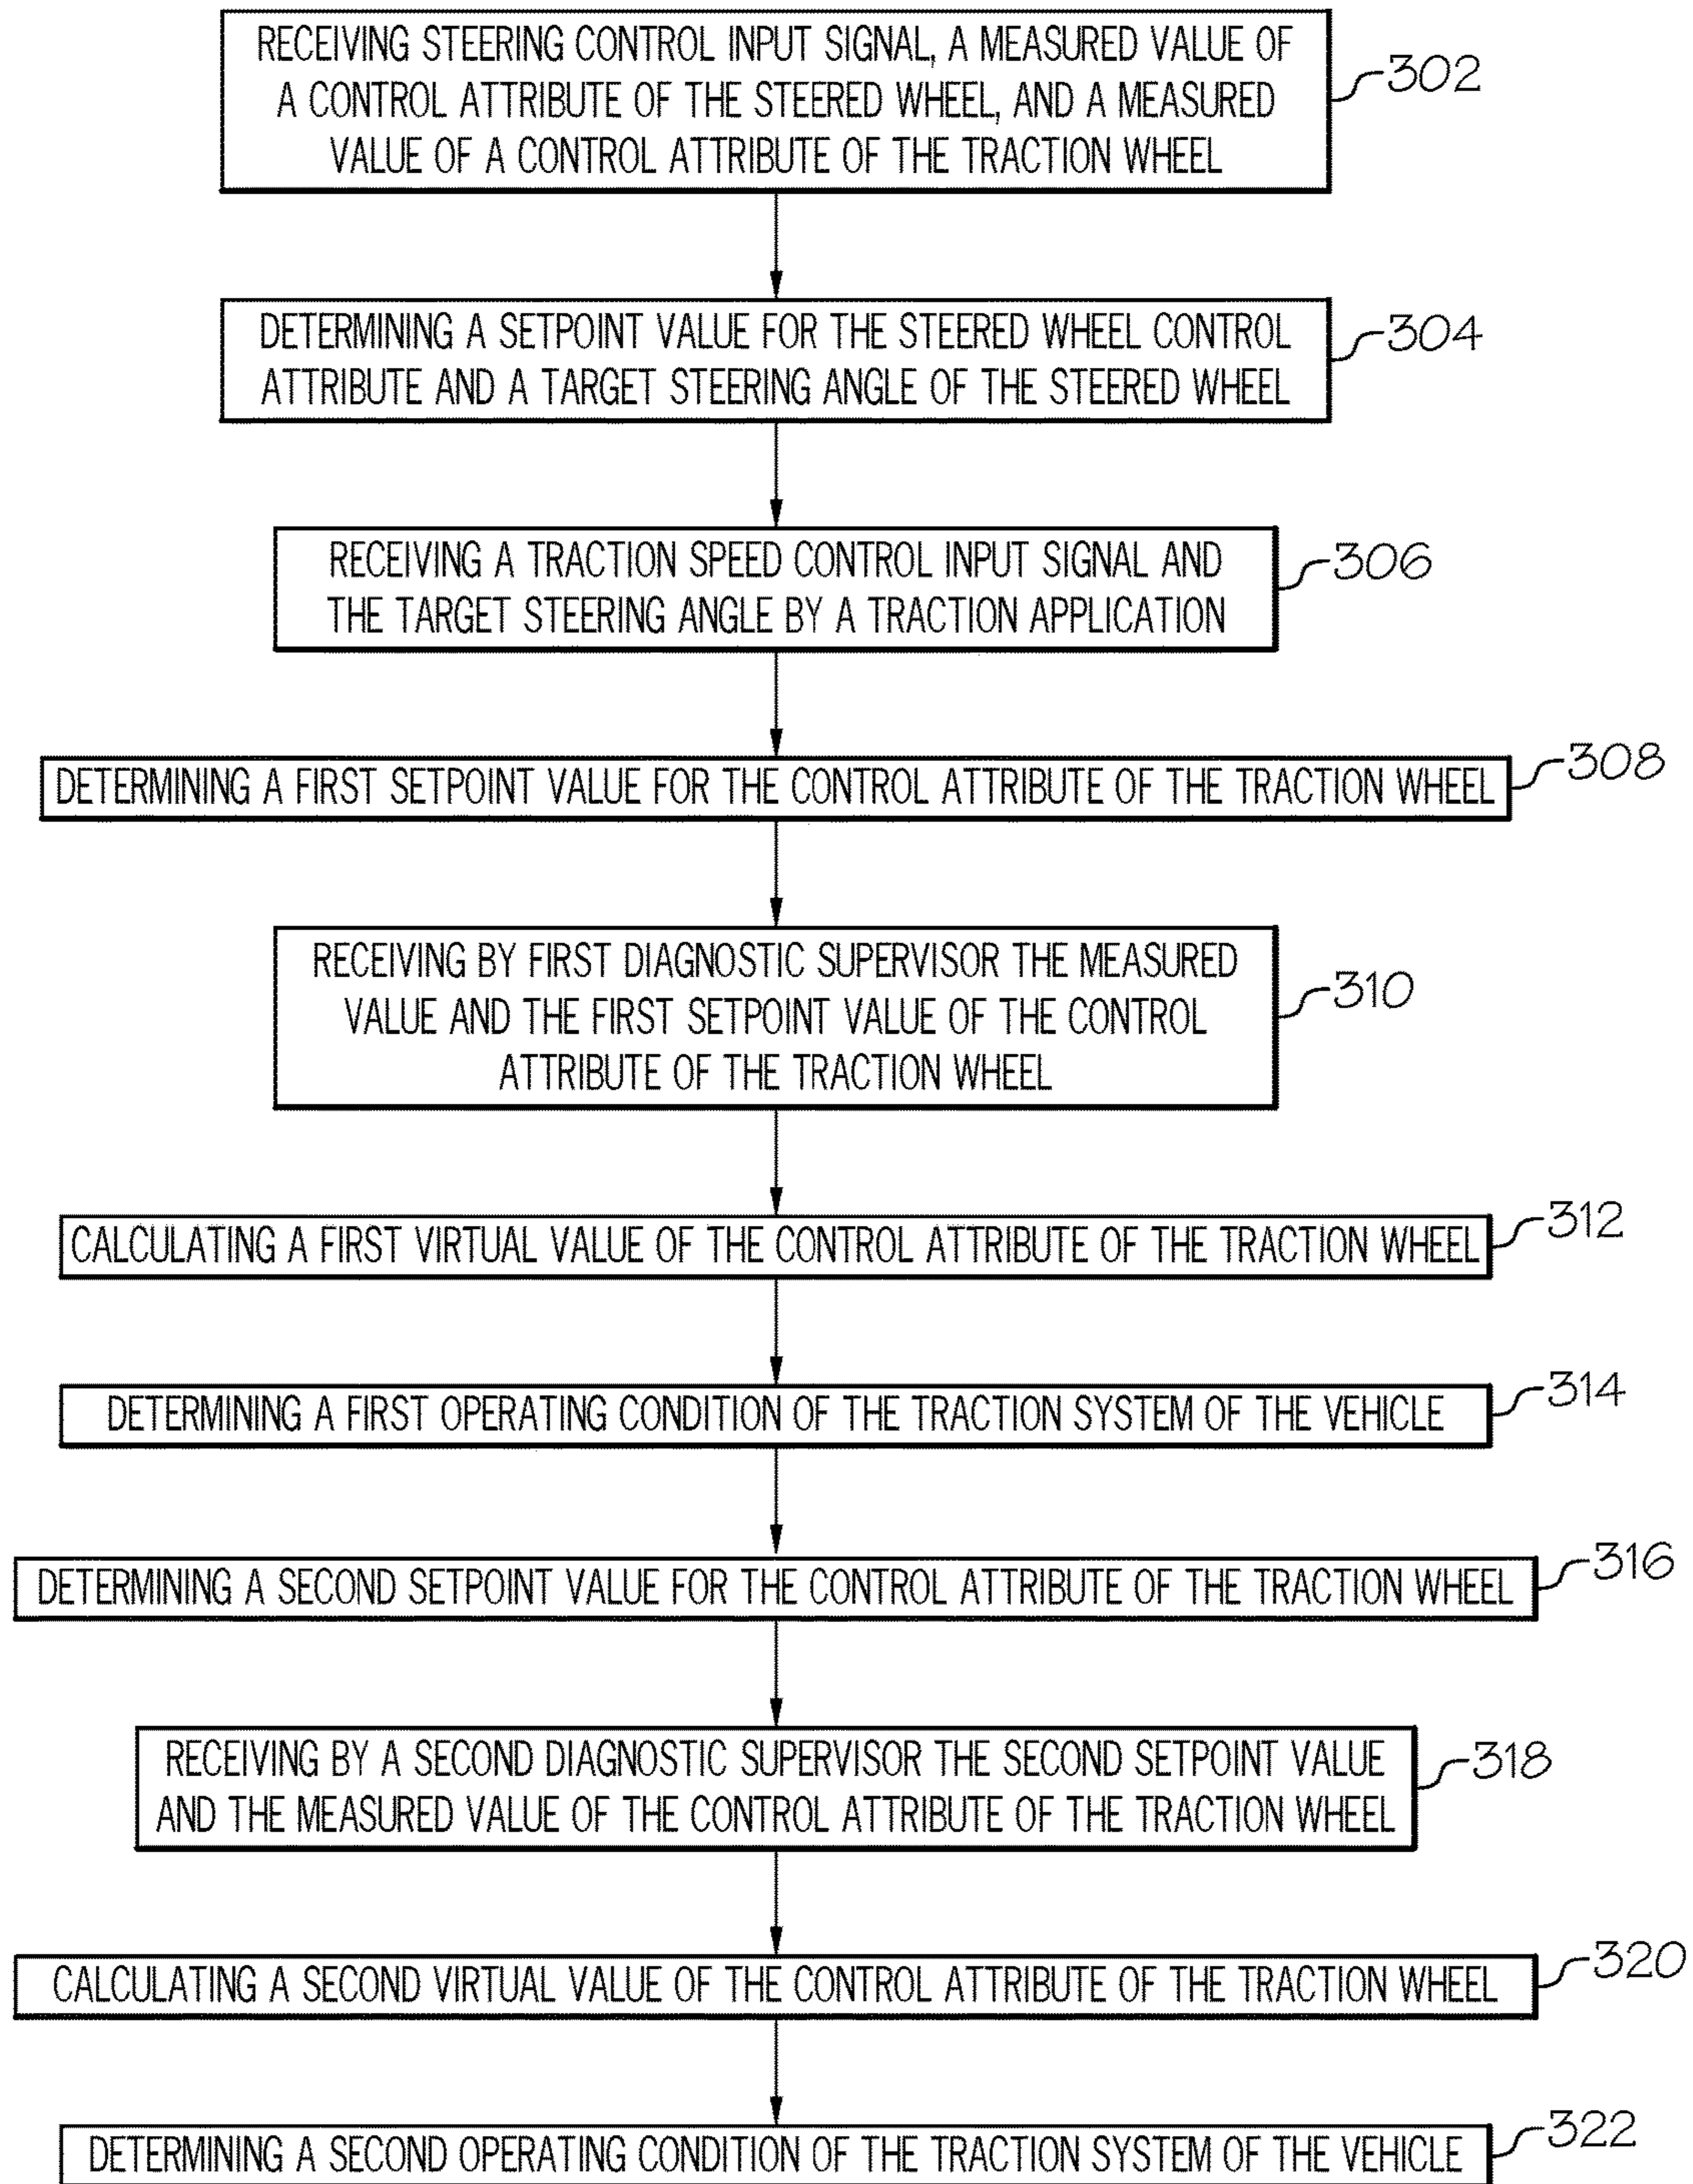 RECEIVING STEERING CONTROL INPUT SIGNAL, A MEASURED VALUE OF
A CONTROL ATTRIBUTE OF THE STEERED WHEEL, AND A MEASURED
VALUE OF A CONTROL ATTRIBUTE OF THE TRACTION WHEEL
302
DETERMINING A SETPOINT VALUE FOR THE STEERED WHEEL CONTROL
ATTRIBUTE AND A TARGET STEERING ANGLE OF THE STEERED WHEEL
304
RECEIVING A TRACTION SPEED CONTROL INPUT SIGNAL AND
THE TARGET STEERING ANGLE BY A TRACTION APPLICATION
306
DETERMINING A FIRST SETPOINT VALUE FOR THE CONTROL ATTRIBUTE OF THE TRACTION WHEEL
308
RECEIVING BY FIRST DIAGNOSTIC SUPERVISOR THE MEASURED
VALUE AND THE FIRST SETPOINT VALUE OF THE CONTROL
ATTRIBUTE OF THE TRACTION WHEEL
310
CALCULATING A FIRST VIRTUAL VALUE OF THE CONTROL ATTRIBUTE OF THE TRACTION WHEEL
312
DETERMINING A FIRST OPERATING CONDITION OF THE TRACTION SYSTEM OF THE VEHICLE
314
DETERMINING A SECOND SETPOINT VALUE FOR THE CONTROL ATTRIBUTE OF THE TRACTION WHEEL
316
RECEIVING BY A SECOND DIAGNOSTIC SUPERVISOR THE SECOND SETPOINT VALUE
AND THE MEASURED VALUE OF THE CONTROL ATTRIBUTE OF THE TRACTION WHEEL
318
CALCULATING A SECOND VIRTUAL VALUE OF THE CONTROL ATTRIBUTE OF THE TRACTION WHEEL
320
DETERMINING A SECOND OPERATING CONDITION OF THE TRACTION SYSTEM OF THE VEHICLE
322